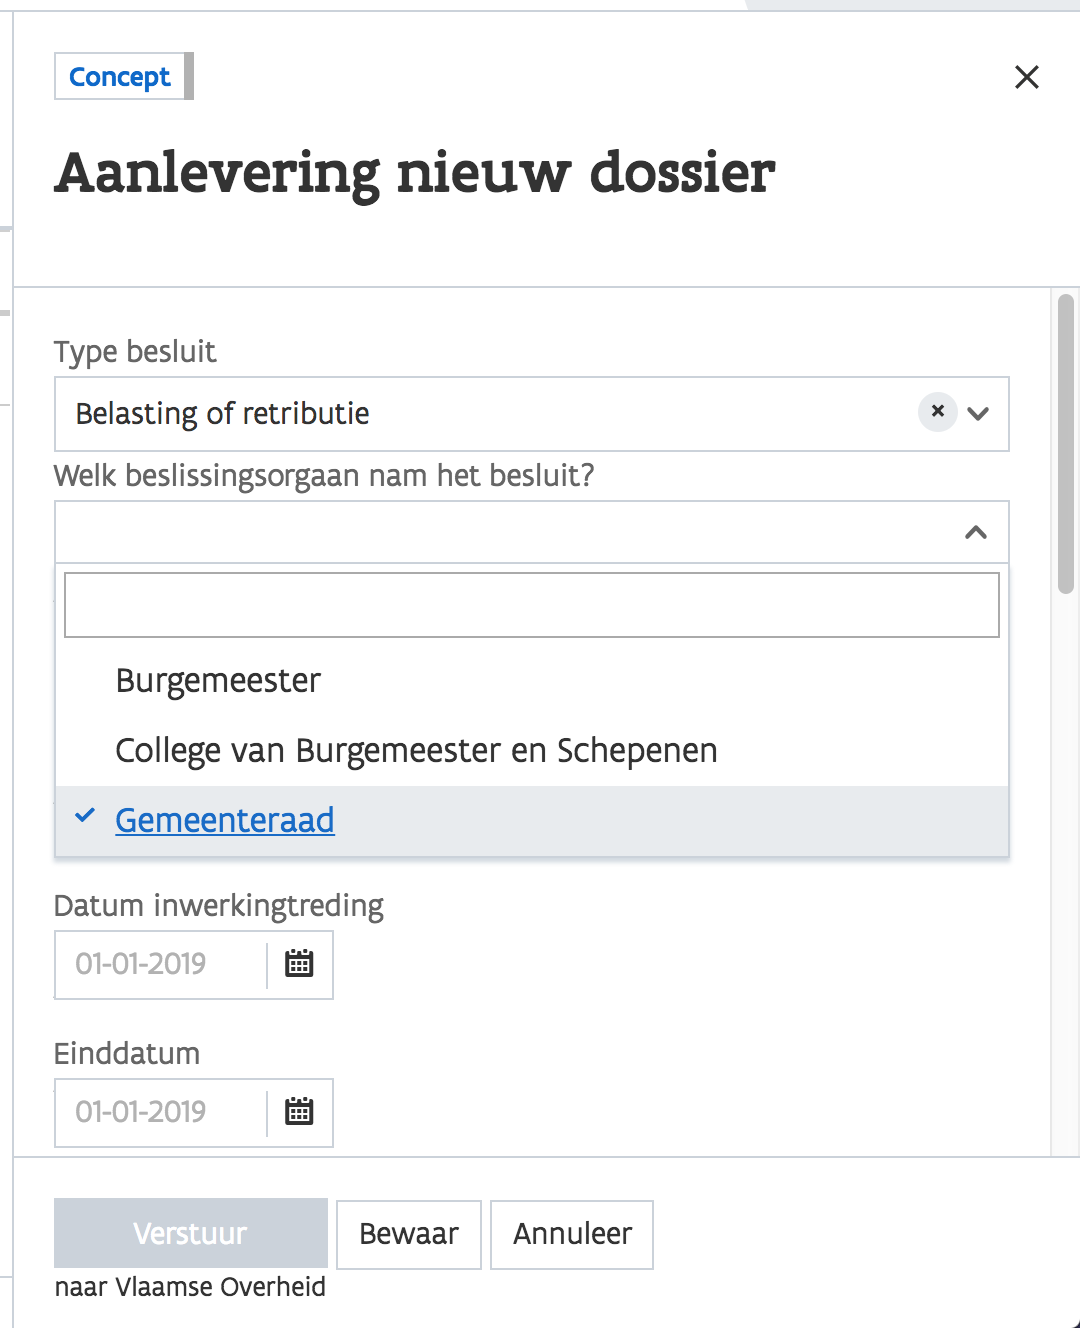 Concept
Aanlevering nieuw dossier
Type besluit
Belasting of retributie
Welk beslissingsorgaan nam het besluit?
Burgemeester
College van Burgemeester en Schepenen
Gemeenteraad
Datum inwerkingtreding
01-01-2019
Einddatum
01-01-2019
Verstuur Bewaar Annuleer
naar Vlaamse Overheid